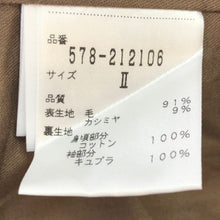 品番
578-212106
サイズ
Ⅱ
品質
表生地 毛 91%
カシミヤ 9%
裏生地
身頃部分
コットン 100%
袖部分
キュプラ 100%